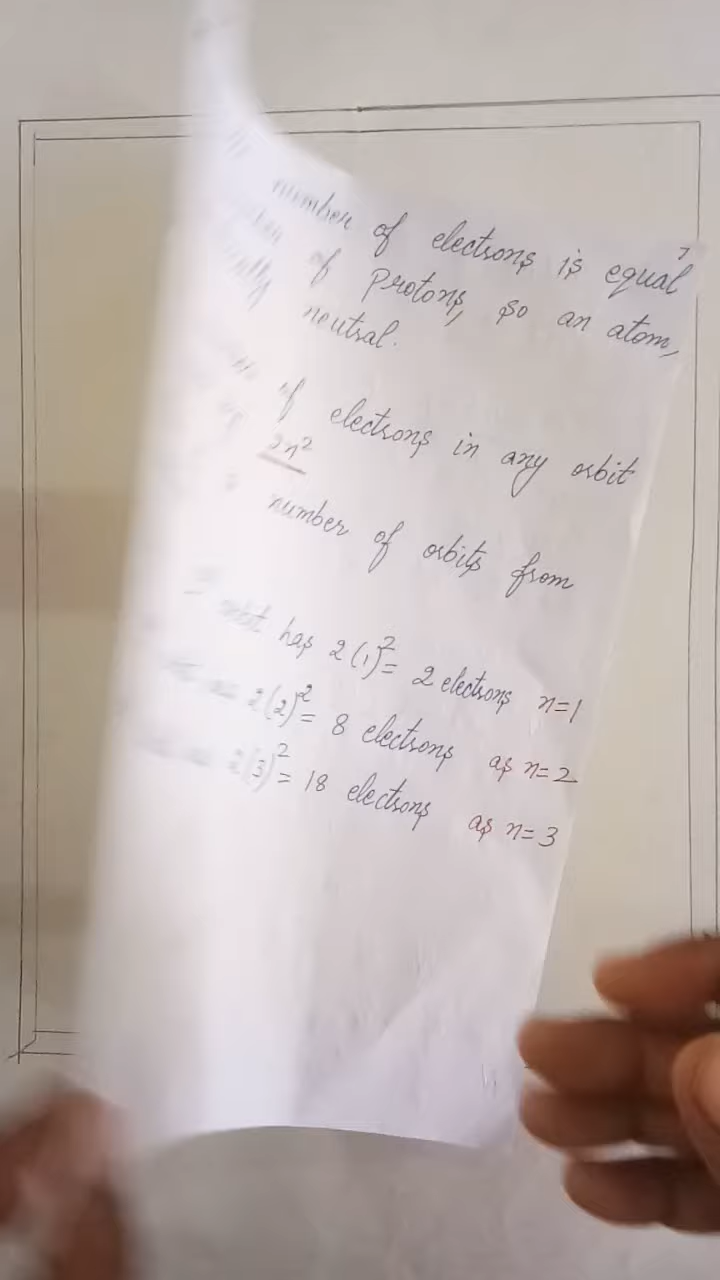 number of electrons is equal
of Protons, so an atom,
neutral.
of electrons in any orbit
2n²
number of orbits from
orbit has 2(1)² = 2 electrons n=1
2(2)² = 8 electrons as n=2
2(3)² = 18 electrons as n=3